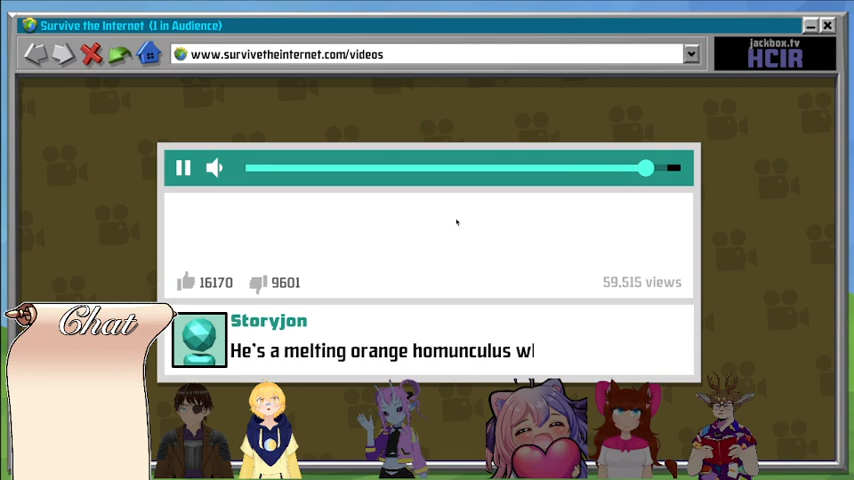 Survive the Internet (1 in Audience)
www.survivetheinternet.com/videos
jackbox.tv
HCIR
16170
9601
59,515 views
Chat
Storyjon
He's a melting orange homunculus w